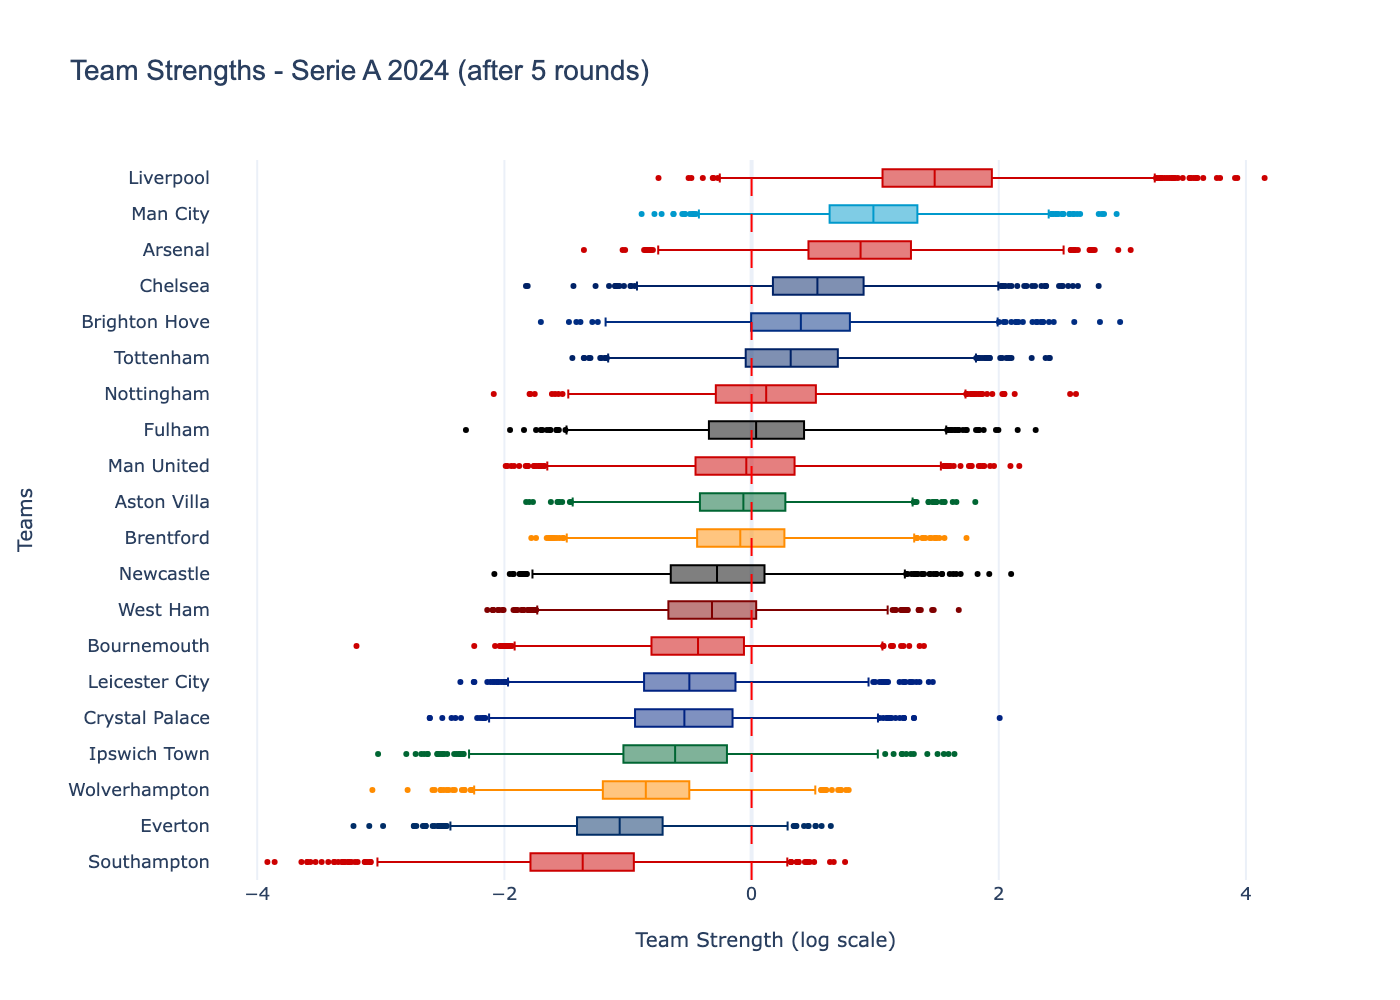 Team Strengths - Serie A 2024 (after 5 rounds)
Teams
Liverpool
Man City
Arsenal
Chelsea
Brighton Hove
Tottenham
Nottingham
Fulham
Man United
Aston Villa
Brentford
Newcastle
West Ham
Bournemouth
Leicester City
Crystal Palace
Ipswich Town
Wolverhampton
Everton
Southampton
−4 −2 0 2 4
Team Strength (log scale)